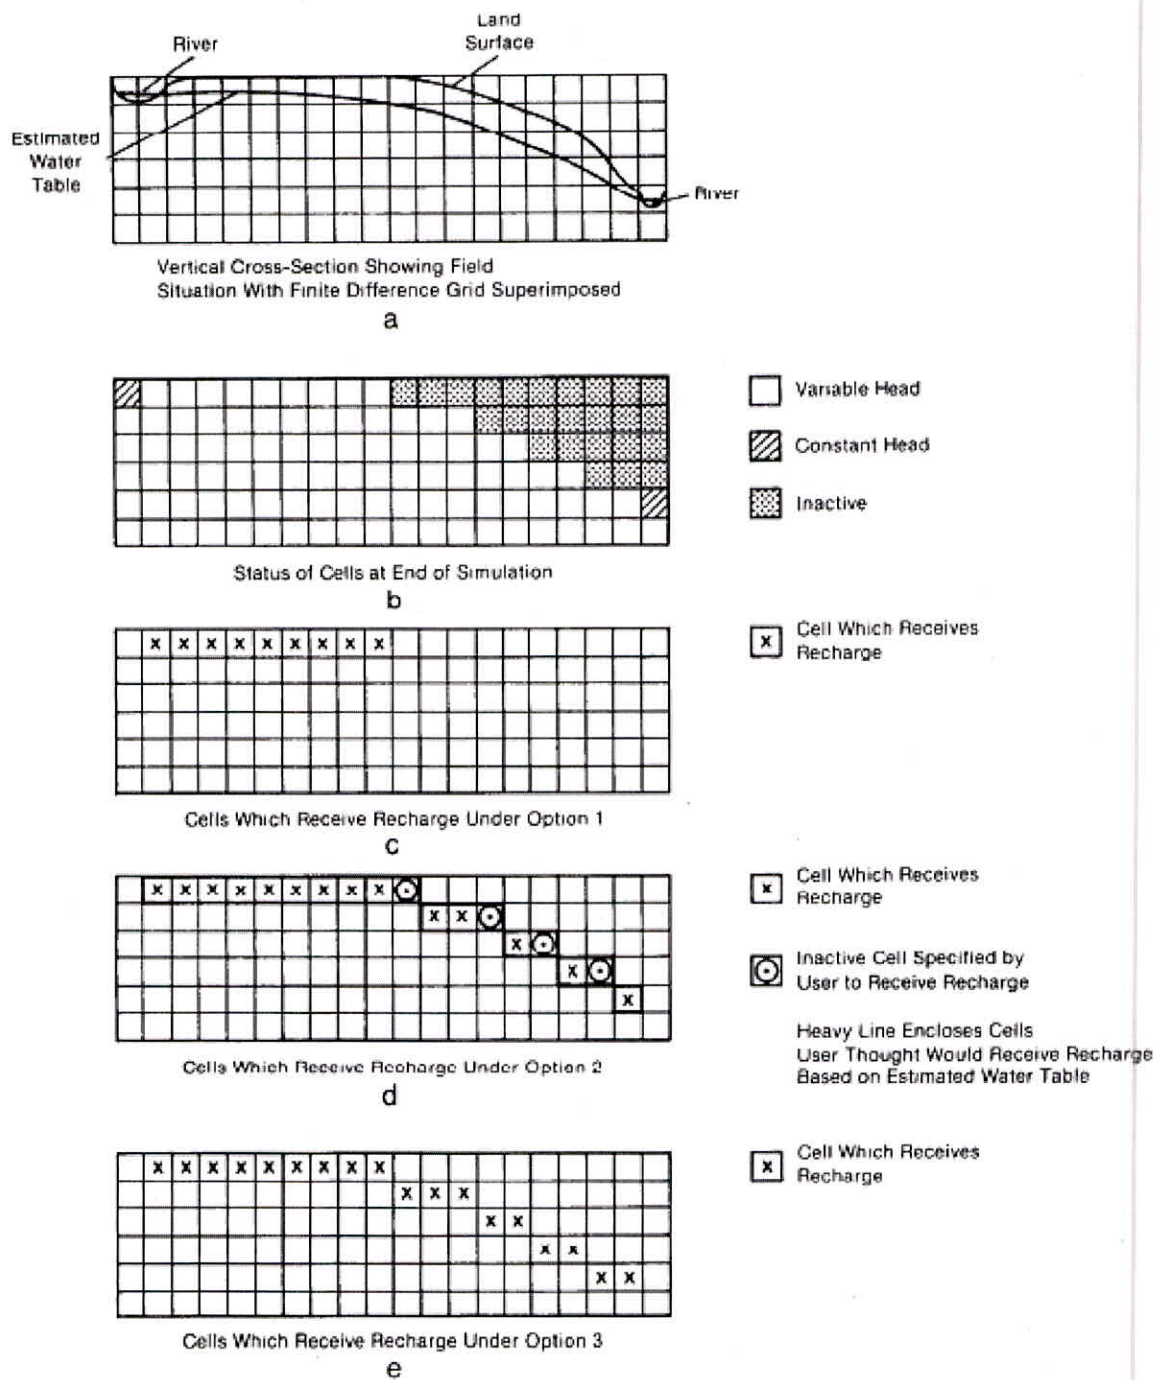 Land
Surface
River
Estimated
Water
Table
River
Vertical Cross-Section Showing Field
Situation With Finite Difference Grid Superimposed
a
Variable Head
Constant Head
Inactive
Status of Cells at End of Simulation
b
x x x x x x x x x
x Cell Which Receives
Recharge
Cells Which Receive Recharge Under Option 1
c
x x x x x x x x x
x x
x
x
x
x Cell Which Receives
Recharge
Inactive Cell Specified by
User to Receive Recharge
Heavy Line Encloses Cells
User Thought Would Receive Recharge
Based on Estimated Water Table
Cells Which Receive Recharge Under Option 2
d
x x x x x x x x x
x x x
x x
x x
x x
x Cell Which Receives
Recharge
Cells Which Receive Recharge Under Option 3
e